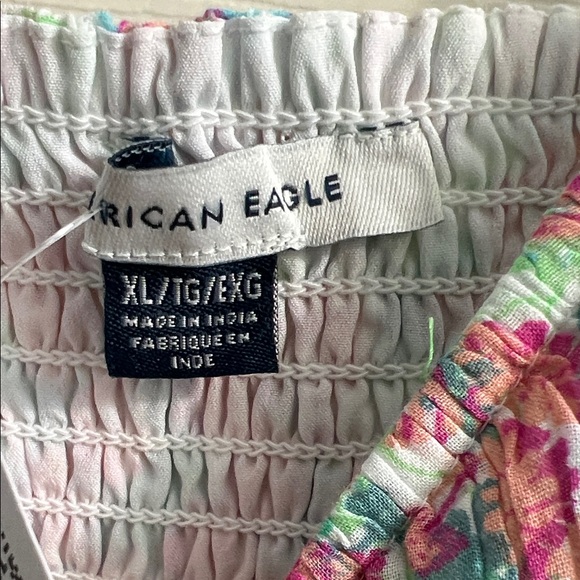 RICAN EAGLE
XL/TG/EXG
MADE IN INDIA
FABRIQUE EN
INDE